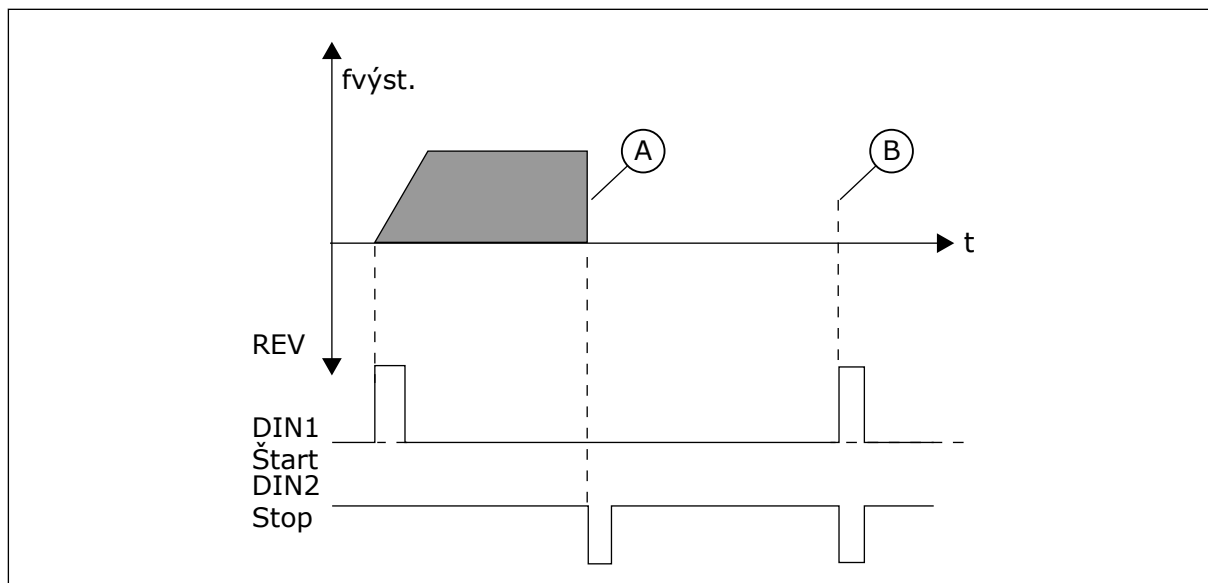 fvýst.
A
B
t
REV
DIN1
Štart
DIN2
Stop